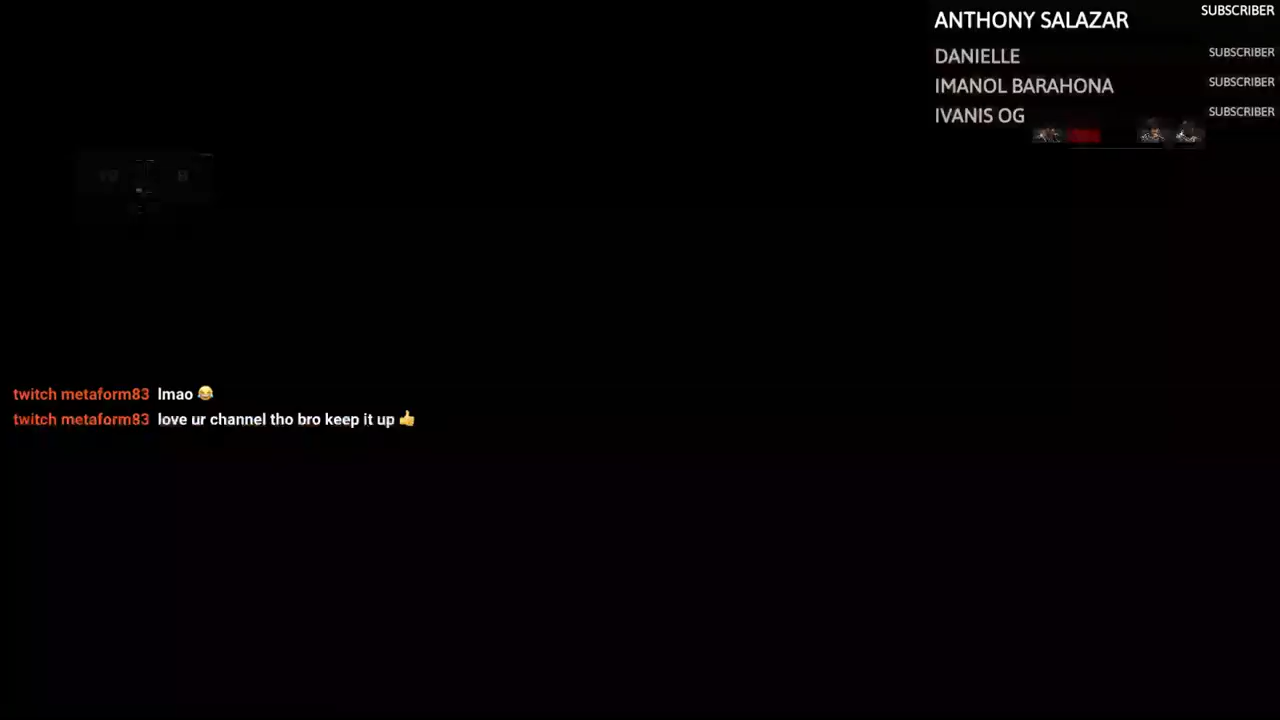 ANTHONY SALAZAR SUBSCRIBER
DANIELLE SUBSCRIBER
IMANOL BARAHONA SUBSCRIBER
IVANIS OG SUBSCRIBER
twitch metaform83 lmao 😂
twitch metaform83 love ur channel tho bro keep it up 👍